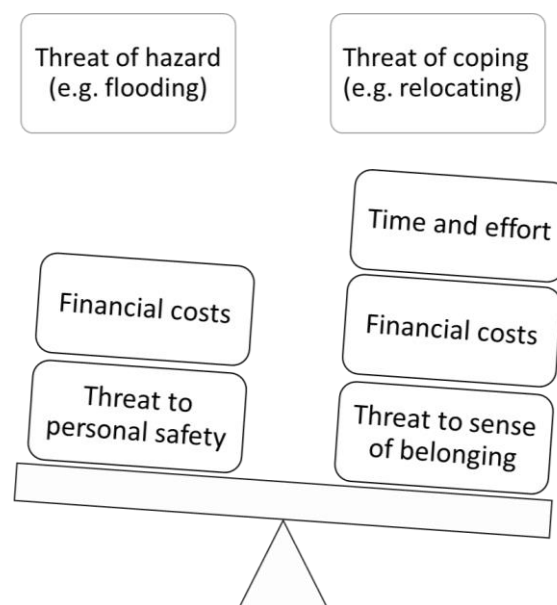 Threat of hazard
(e.g. flooding)
Threat of coping
(e.g. relocating)
Time and effort
Financial costs
Financial costs
Threat to
personal safety
Threat to sense
of belonging